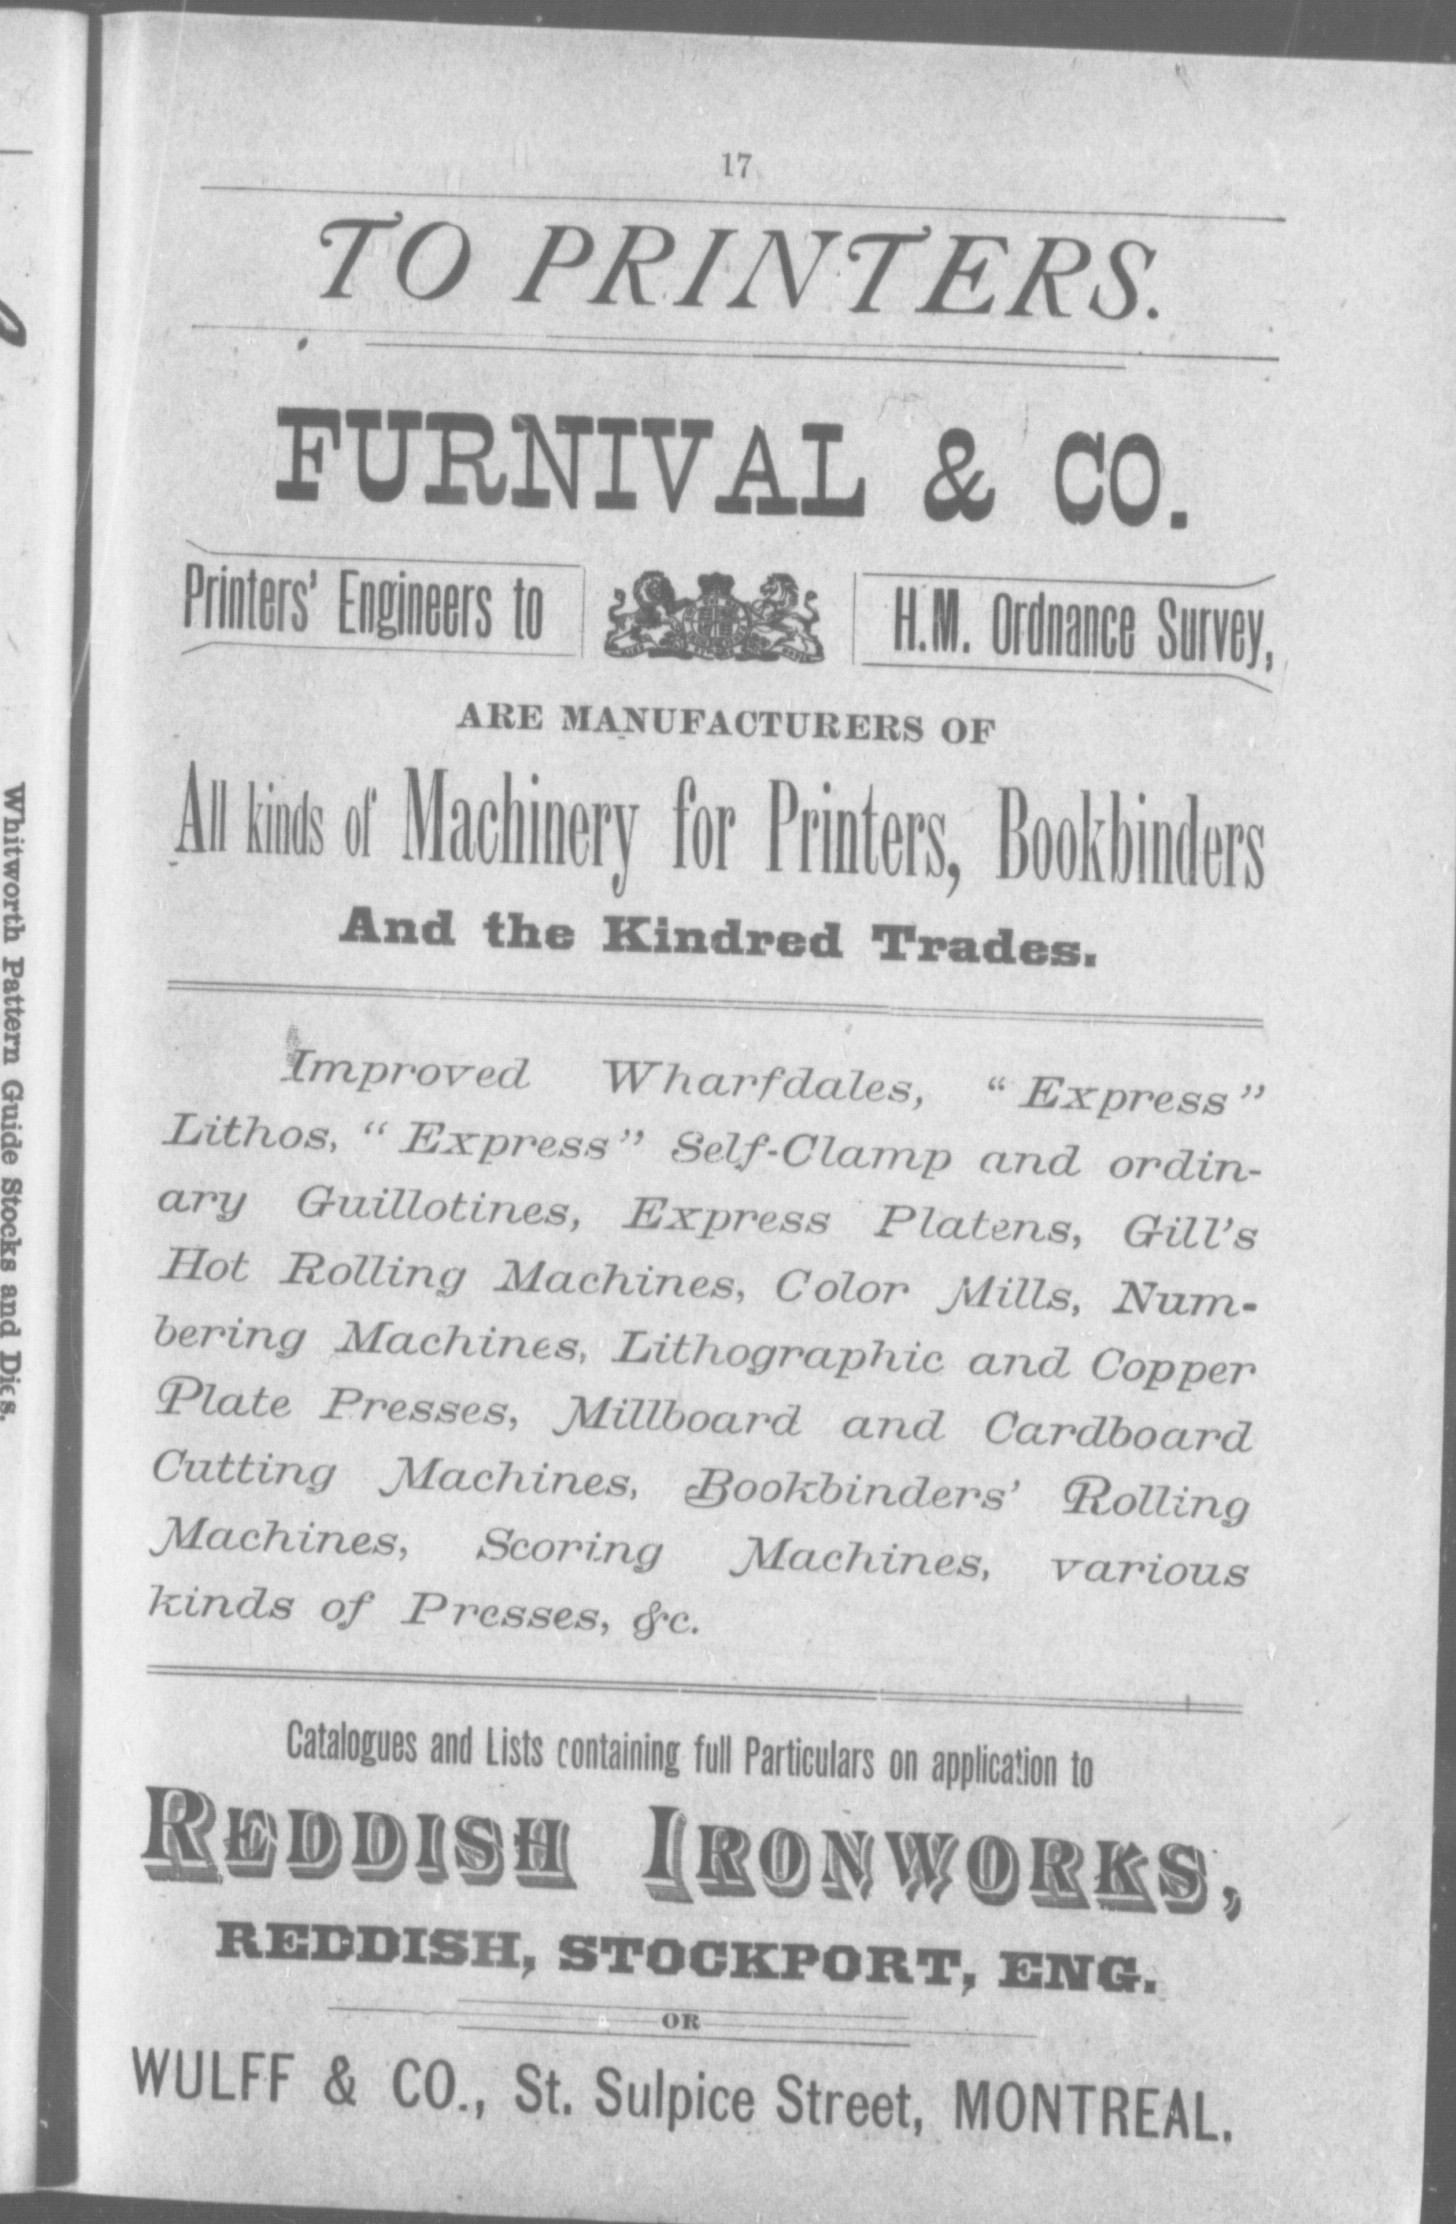 17
TO PRINTERS.
FURNIVAL & CO.
Printers' Engineers to H.M. Ordnance Survey,
ARE MANUFACTURERS OF
All kinds of Machinery for Printers, Bookbinders
And the Kindred Trades.
Improved Wharfdales, "Express"
Lithos, "Express" Self-Clamp and ordin-
ary Guillotines, Express Platens, Gill's
Hot Rolling Machines, Color Mills, Num-
bering Machines, Lithographic and Copper
Plate Presses, Millboard and Cardboard
Cutting Machines, Bookbinders' Rolling
Machines, Scoring Machines, various
kinds of Presses, &c.
Catalogues and Lists containing full Particulars on application to
REDDISH IRONWORKS,
REDDISH, STOCKPORT, ENG.
OR
WULFF & CO., St. Sulpice Street, MONTREAL.
Whitworth Pattern Guide Stocks and Dies.